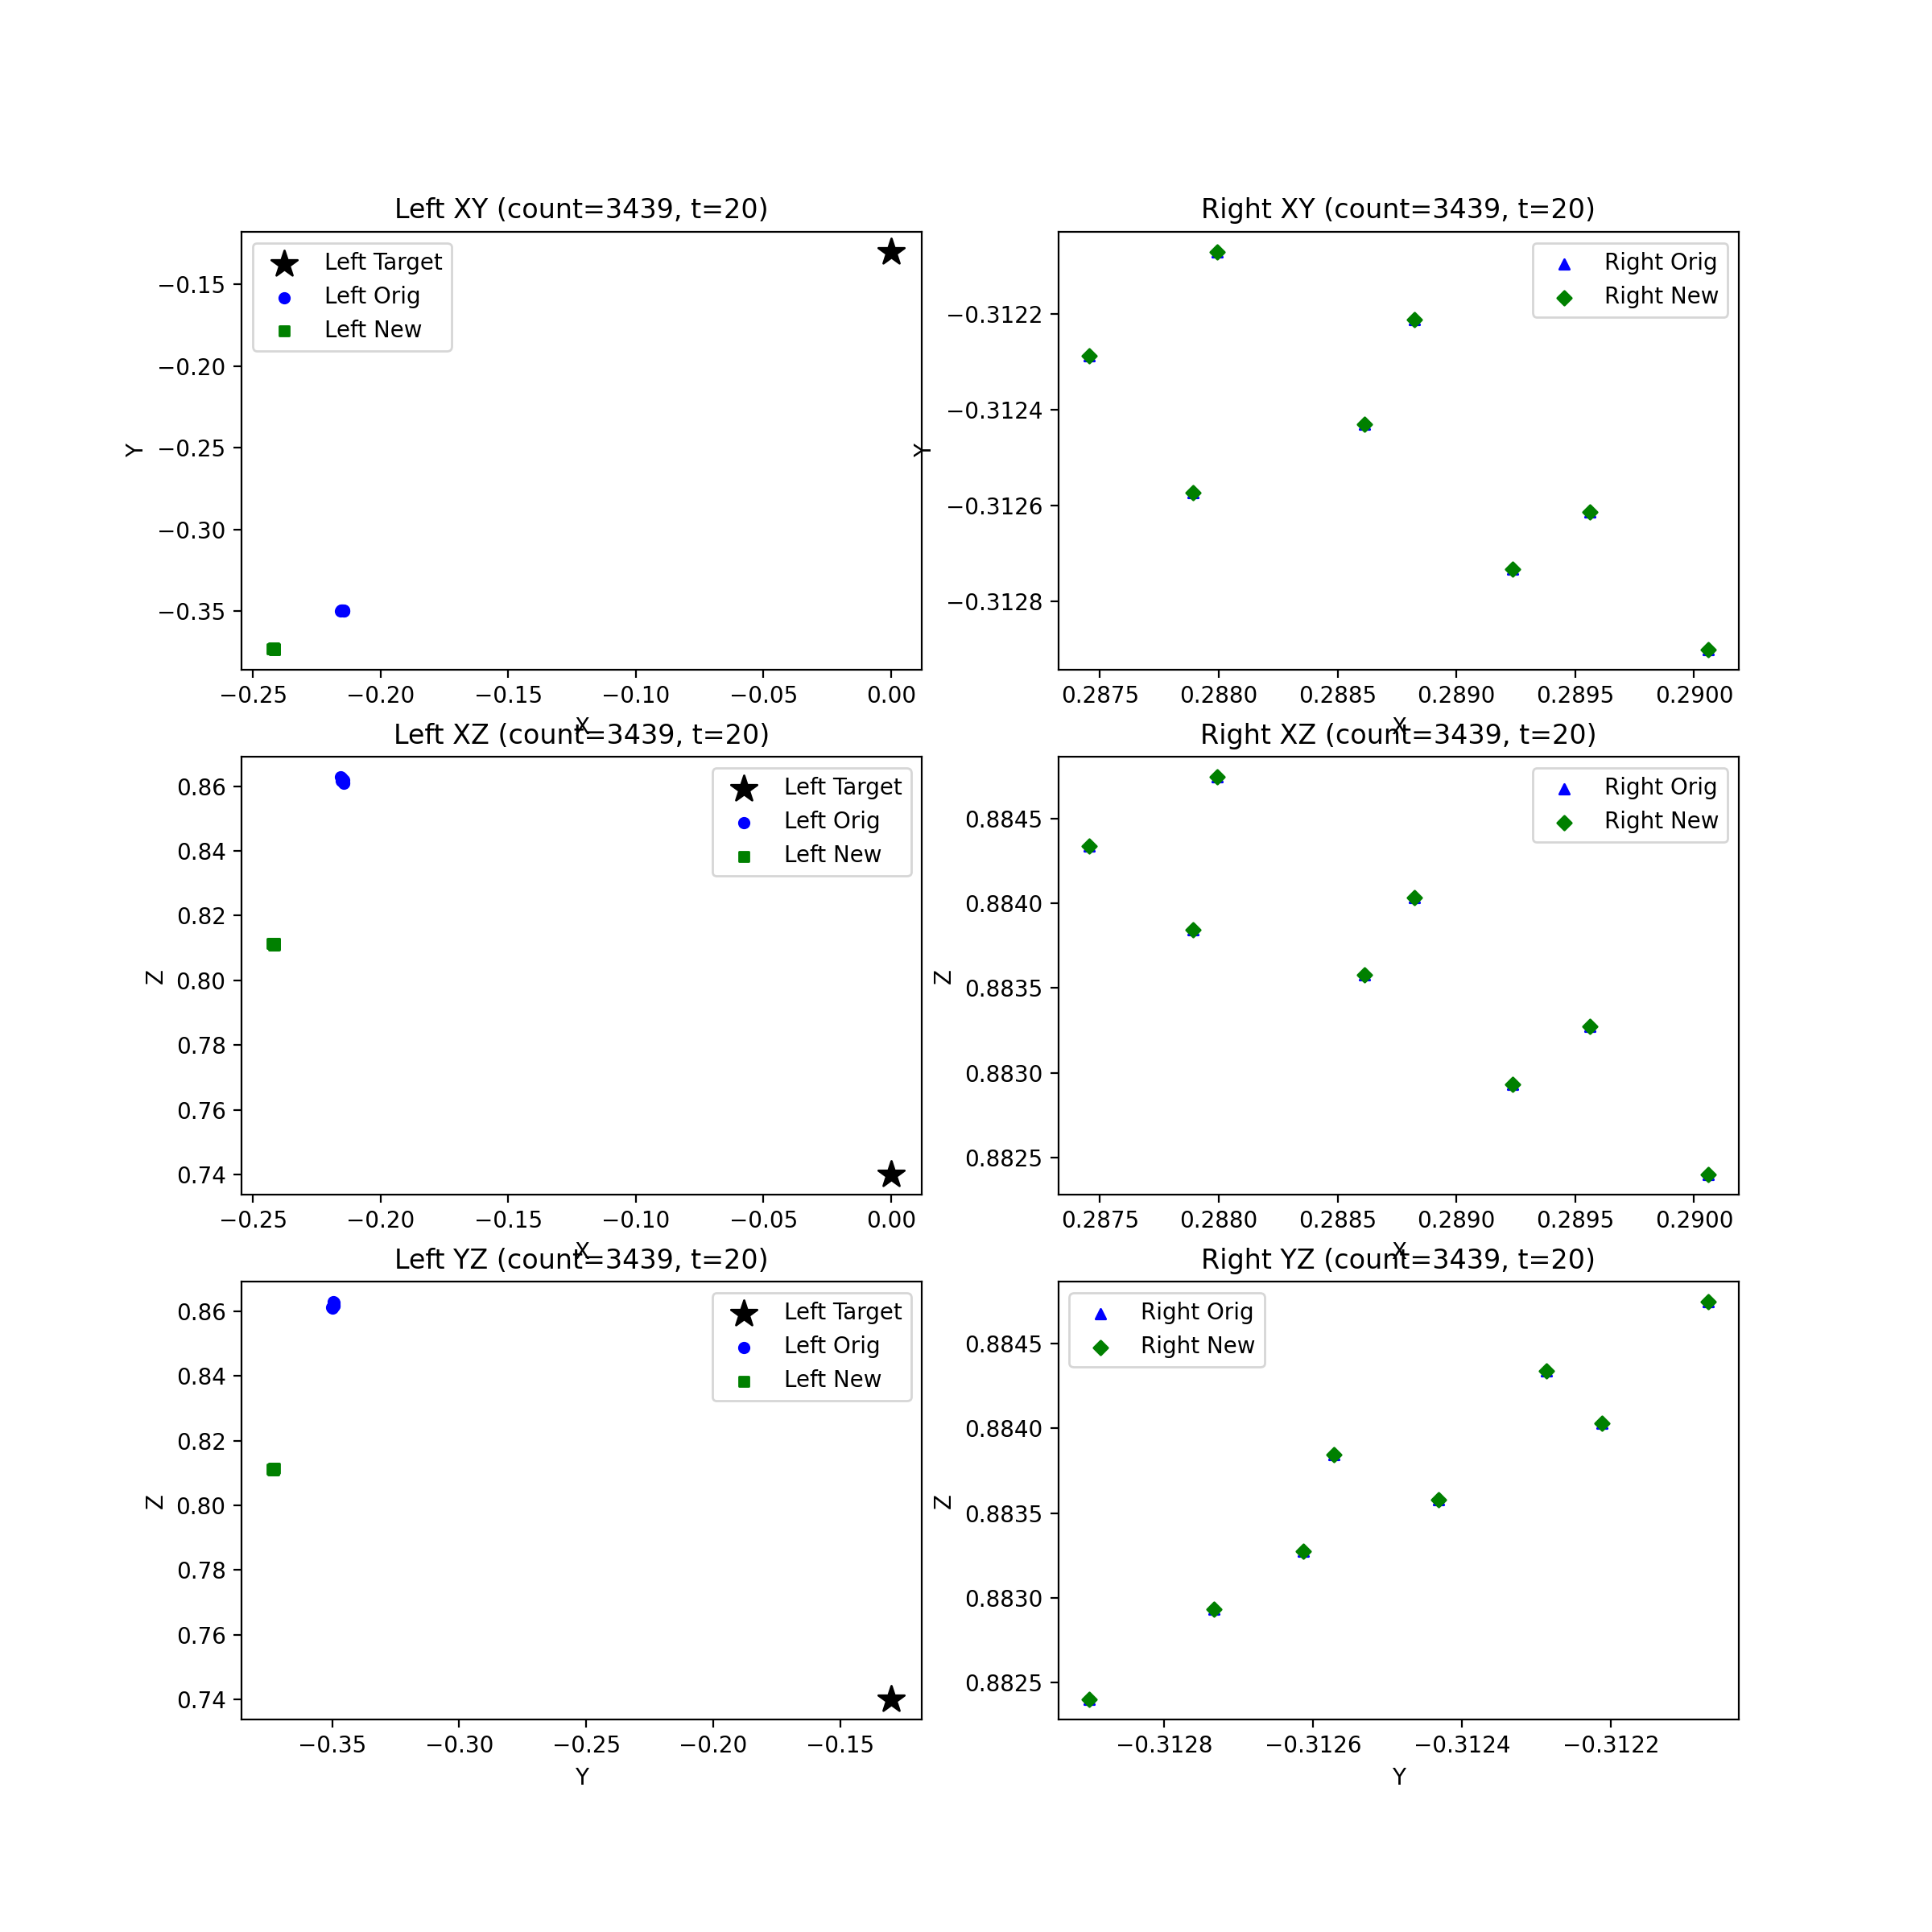 Left XY (count=3439, t=20)
Left Target
Left Orig
Left New
Y
−0.15
−0.20
−0.25
−0.30
−0.35
−0.25 −0.20 −0.15 −0.10 −0.05 0.00
X
Right XY (count=3439, t=20)
Right Orig
Right New
Y
−0.3122
−0.3124
−0.3126
−0.3128
0.2875 0.2880 0.2885 0.2890 0.2895 0.2900
X
Left XZ (count=3439, t=20)
Left Target
Left Orig
Left New
Z
0.86
0.84
0.82
0.80
0.78
0.76
0.74
−0.25 −0.20 −0.15 −0.10 −0.05 0.00
X
Right XZ (count=3439, t=20)
Right Orig
Right New
Z
0.8845
0.8840
0.8835
0.8830
0.8825
0.2875 0.2880 0.2885 0.2890 0.2895 0.2900
X
Left YZ (count=3439, t=20)
Left Target
Left Orig
Left New
Z
0.86
0.84
0.82
0.80
0.78
0.76
0.74
−0.35 −0.30 −0.25 −0.20 −0.15
Y
Right YZ (count=3439, t=20)
Right Orig
Right New
Z
0.8845
0.8840
0.8835
0.8830
0.8825
−0.3128 −0.3126 −0.3124 −0.3122
Y